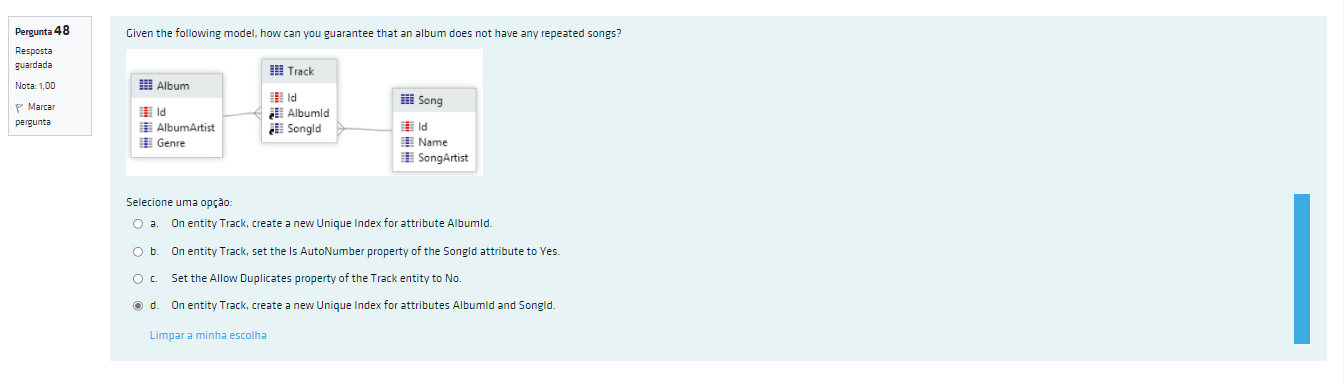 Pergunta 48
Resposta
guardada
Nota: 1,00
Marcar
pergunta
Given the following model, how can you guarantee that an album does not have any repeated songs?
Album
Id
AlbumArtist
Genre
Track
Id
AlbumId
SongId
Song
Id
Name
SongArtist
Selecione uma opção:
a. On entity Track, create a new Unique Index for attribute AlbumId.
b. On entity Track, set the Is AutoNumber property of the SongId attribute to Yes.
c. Set the Allow Duplicates property of the Track entity to No.
d. On entity Track, create a new Unique Index for attributes AlbumId and SongId.
Limpar a minha escolha